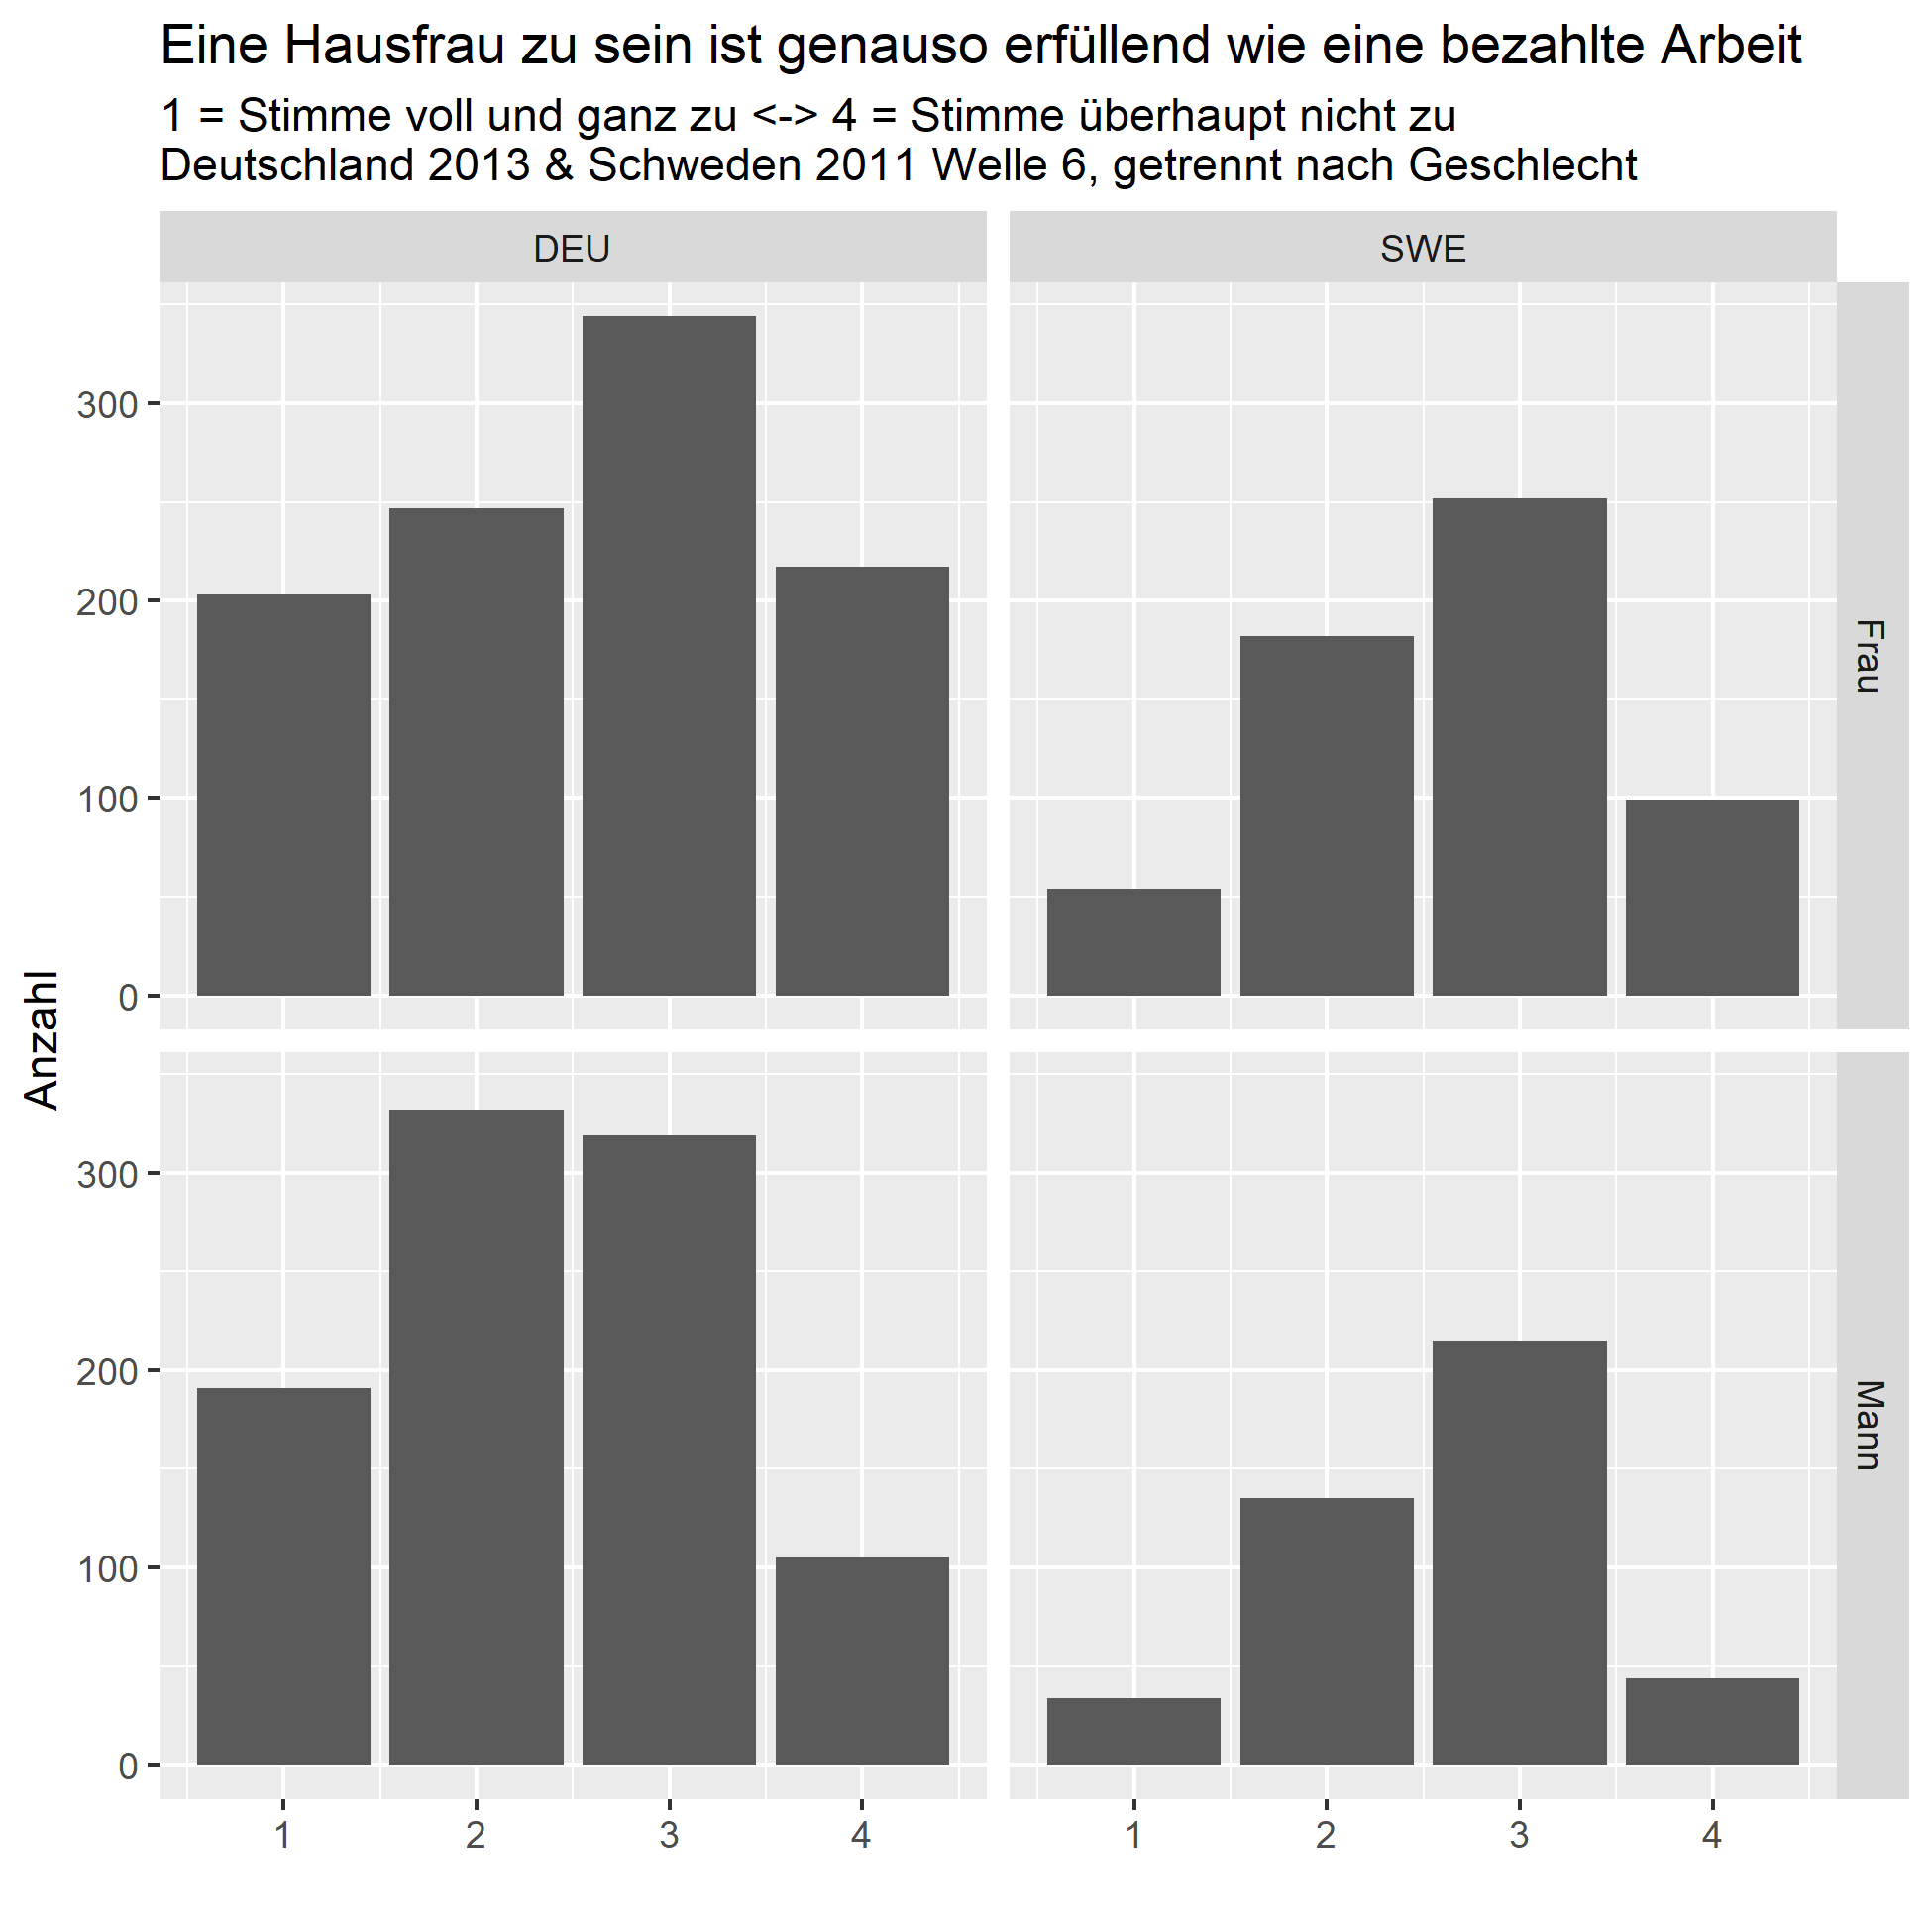 Eine Hausfrau zu sein ist genauso erfüllend wie eine bezahlte Arbeit
1 = Stimme voll und ganz zu <-> 4 = Stimme überhaupt nicht zu
Deutschland 2013 & Schweden 2011 Welle 6, getrennt nach Geschlecht
DEU
SWE
300
200
100
0
Frau
Anzahl
300
200
100
0
Mann
1 2 3 4
1 2 3 4